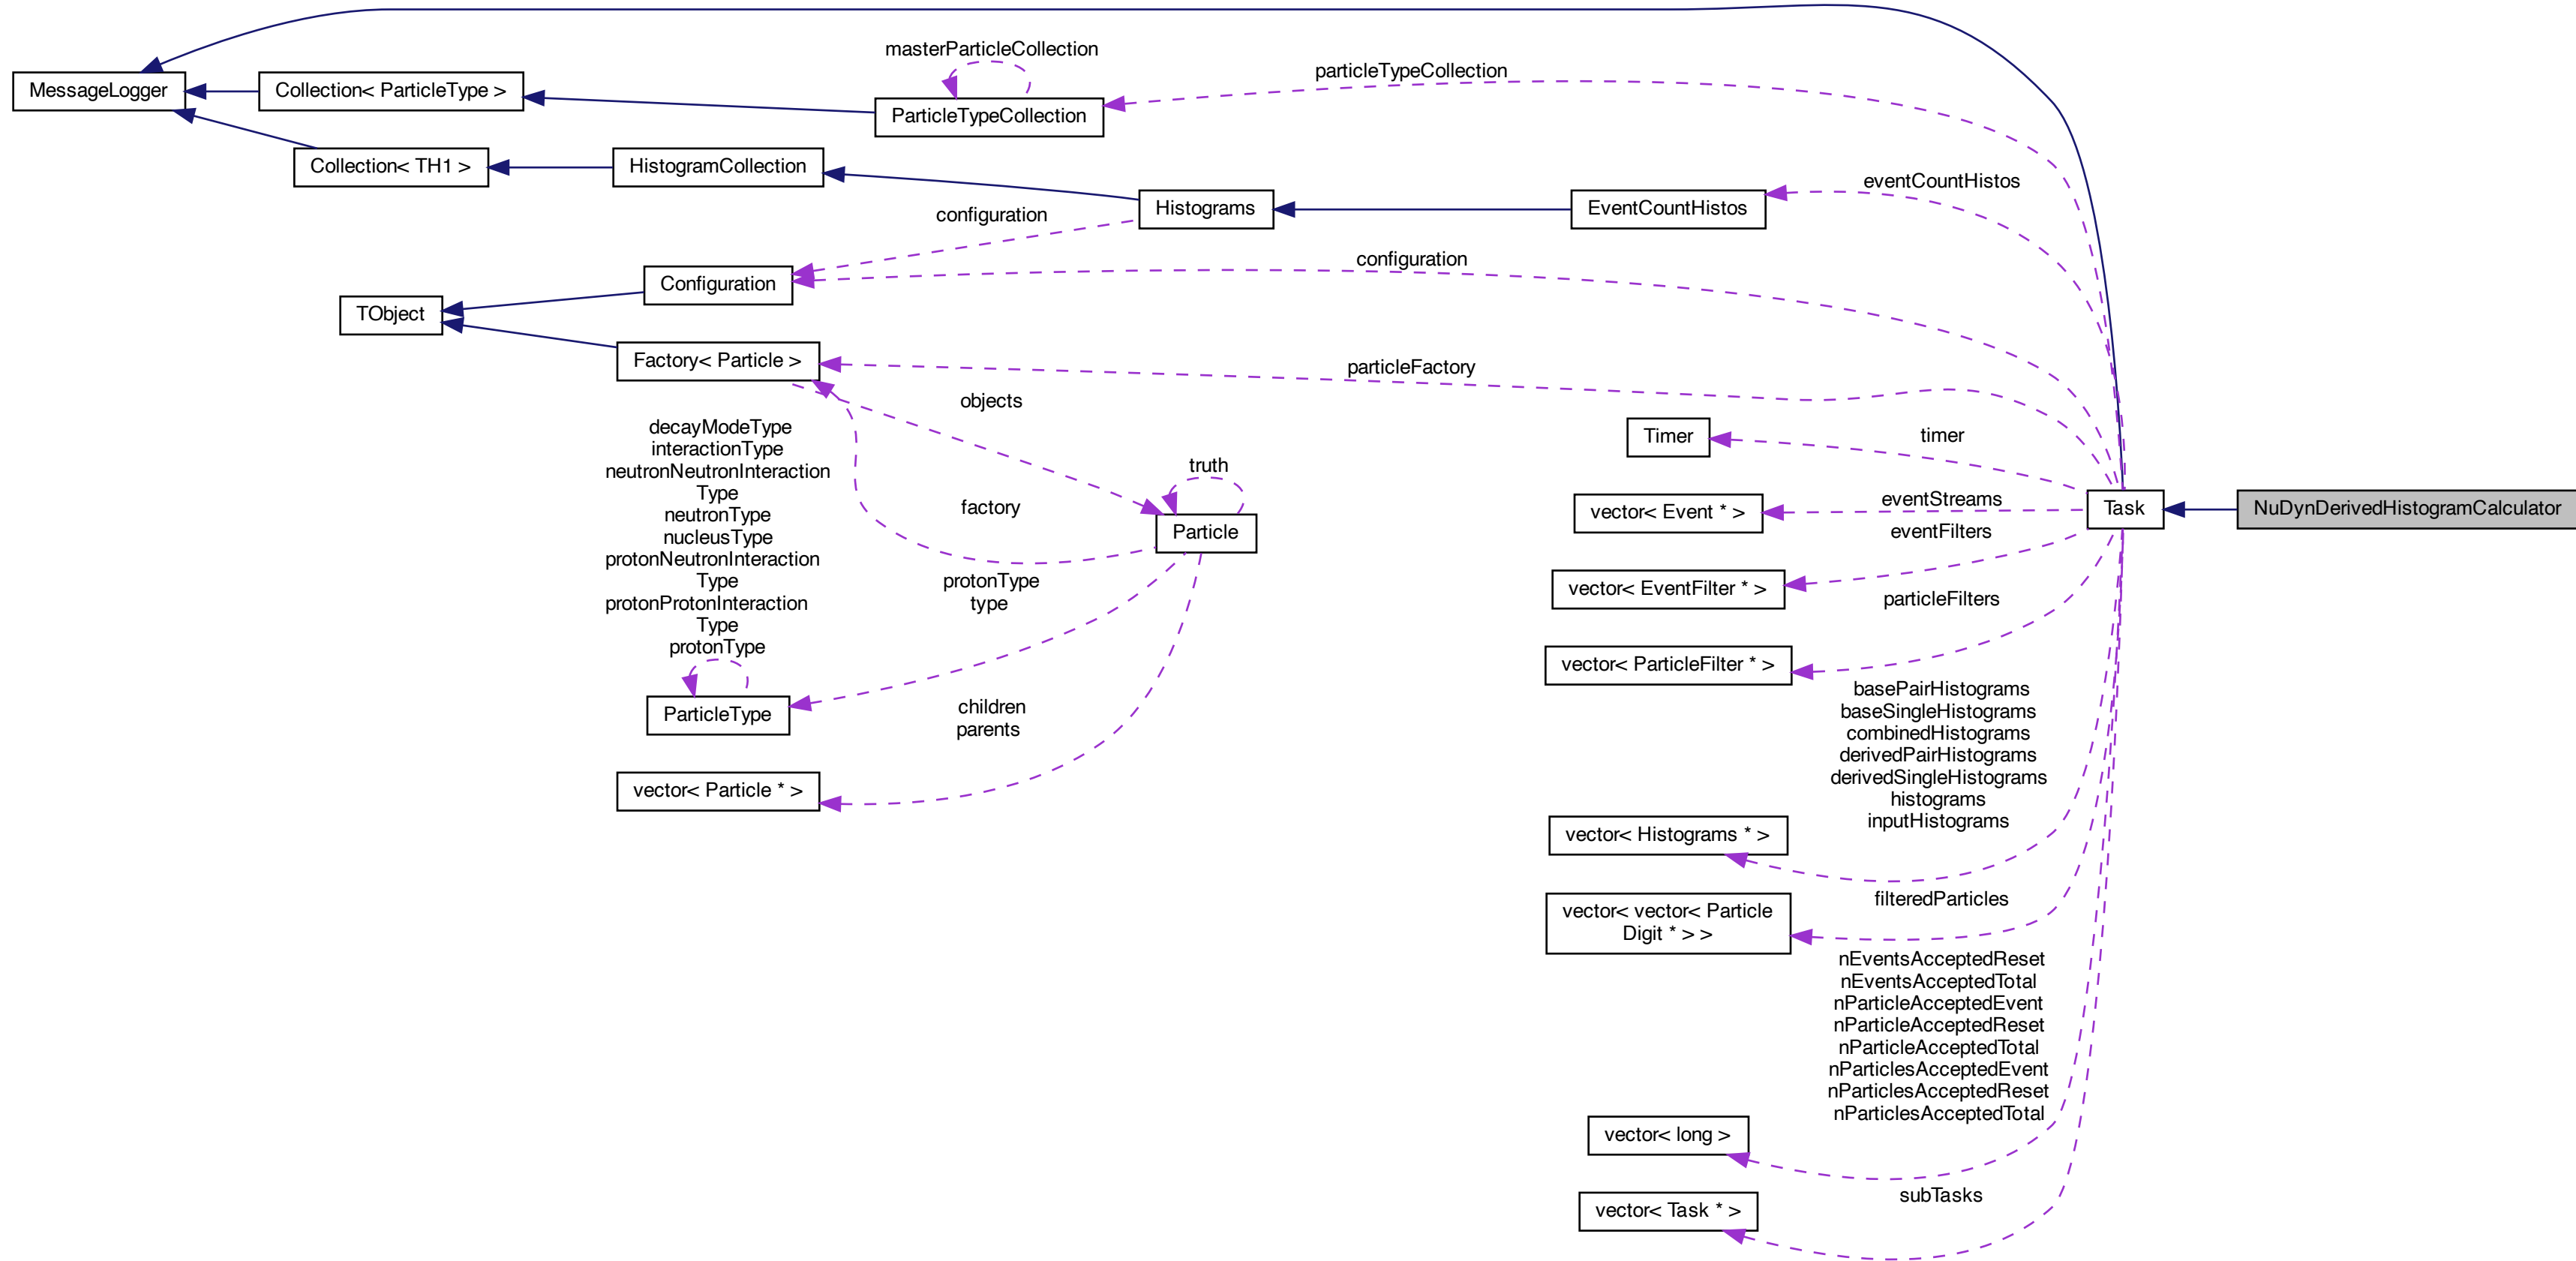 masterParticleCollection
particleTypeCollection
MessageLogger
Collection< ParticleType >
ParticleTypeCollection
Collection< TH1 >
HistogramCollection
eventCountHistos
configuration
Histograms
EventCountHistos
configuration
Configuration
TObject
Factory< Particle >
particleFactory
objects
decayModeType
interactionType
neutronNeutronInteraction
Type
neutronType
nucleusType
protonNeutronInteraction
Type
protonProtonInteraction
Type
protonType
truth
factory
Particle
protonType
type
ParticleType
children
parents
vector< Particle * >
Timer
timer
vector< Event * >
eventStreams
Task
NuDynDerivedHistogramCalculator
eventFilters
vector< EventFilter * >
particleFilters
vector< ParticleFilter * >
basePairHistograms
baseSingleHistograms
combinedHistograms
derivedPairHistograms
derivedSingleHistograms
histograms
inputHistograms
vector< Histograms * >
filteredParticles
vector< vector< Particle
Digit * > >
nEventsAcceptedReset
nEventsAcceptedTotal
nParticleAcceptedEvent
nParticleAcceptedReset
nParticleAcceptedTotal
nParticlesAcceptedEvent
nParticlesAcceptedReset
nParticlesAcceptedTotal
vector< long >
subTasks
vector< Task * >